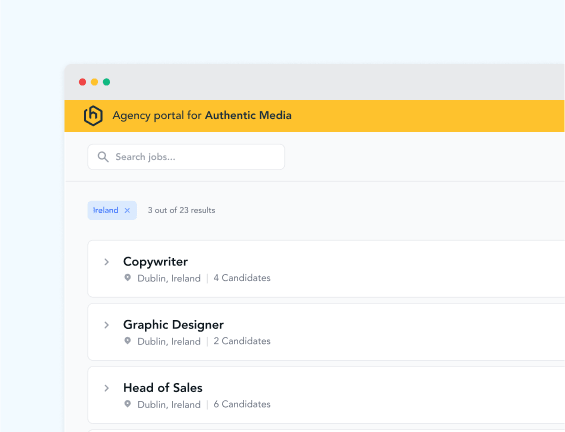 Agency portal for Authentic Media
Search jobs...
Ireland × 3 out of 23 results
Copywriter
Dublin, Ireland | 4 Candidates
Graphic Designer
Dublin, Ireland | 2 Candidates
Head of Sales
Dublin, Ireland | 6 Candidates